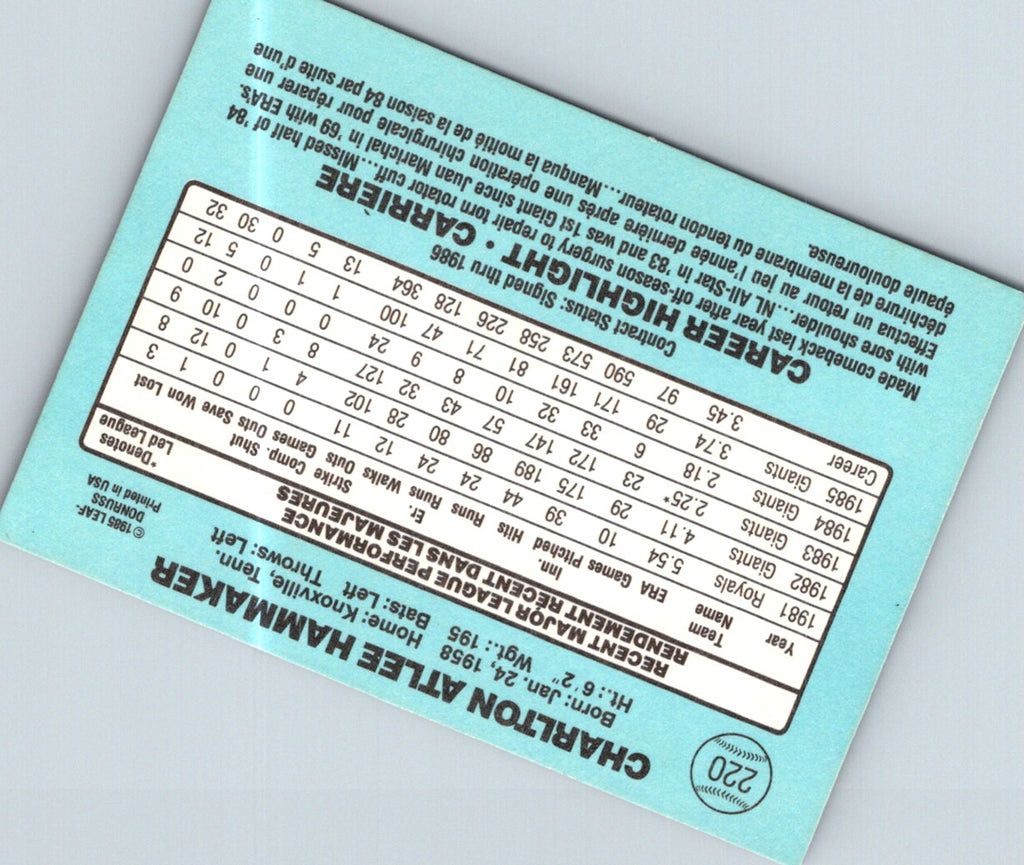 220
CHARLTON ATLEE HAMMAKER
Born: Jan. 24, 1958 Home: Knoxville, Tenn.
Ht.: 6´2˝ Wgt.: 195 Bats: Left Throws: Left
© 1985 LEAF-
DONRUSS
Printed in USA
RECENT MAJOR LEAGUE PERFORMANCE
RENDEMENT RÉCENT DANS LES MAJEURES
*Denotes
Led League
Team Inn. Er. Strike Comp. Shut
Year Name ERA Games Pitched Hits Runs Runs Walks Outs Games Outs Save Won Lost
1981 Royals 5.54 10 39 44 24 24 12 11 0 0 0 1 3
1982 Giants 4.11 29 175 189 86 80 28 102 4 1 0 12 8
1983 Giants 2.25* 23 172 147 57 43 32 127 8 3 0 10 9
1984 Giants 2.18 6 33 32 10 8 9 24 0 0 0 2 0
1985 Giants 3.74 29 171 161 81 71 47 100 1 1 0 5 12
Career 3.45 97 590 573 258 226 128 364 13 5 0 30 32
Contract Status: Signed thru 1986
CAREER HIGHLIGHT • CARRIÈRE
Made comeback last year after off-season surgery to repair torn rotator cuff...Missed half of '84
with sore shoulder...NL All-Star in '83 and was 1st Giant since Juan Marichal in '69 with ERA's.
Effectua un retour au jeu l'année dernière après une opération chirurgicale pour réparer une
déchirure de la membrane du tendon rotateur...Manqua la moitié de la saison 84 par suite d'une
épaule douloureuse.